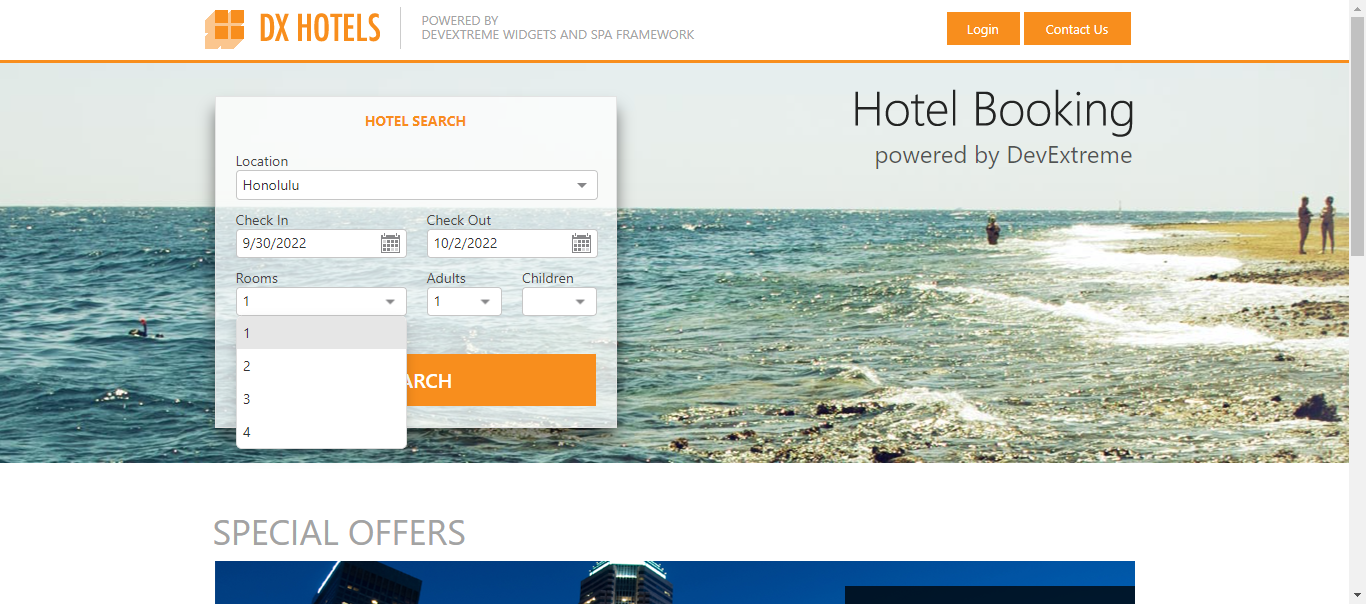 DX HOTELS
POWERED BY
DEVEXTREME WIDGETS AND SPA FRAMEWORK
Login
Contact Us
Hotel Booking
powered by DevExtreme
HOTEL SEARCH
Location
Honolulu
Check In
Check Out
9/30/2022
10/2/2022
Rooms
Adults
Children
1
1
1
2
3
4
ARCH
SPECIAL OFFERS